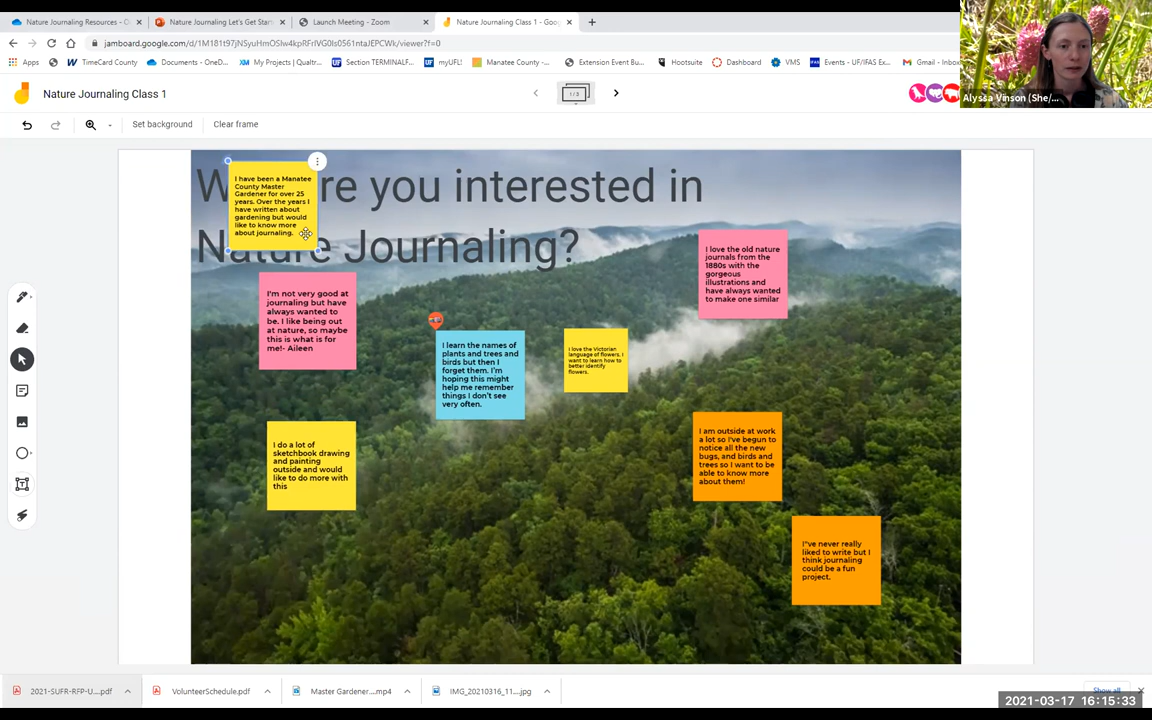 Nature Journaling Resources - O
Nature Journaling Let's Get Star
Launch Meeting - Zoom
Nature Journaling Class 1 - Goog
jamboard.google.com/d/
/viewer?f=0
Apps
TimeCard County
Documents - OneD...
My Projects | Qualtr...
Section TERMINALF...
myUFL!
Manatee County -...
Extension Event Bu...
Hootsuite
Dashboard
VMS
Events - UF/IFAS Ex...
Gmail - Inbox
Alyssa Vinson (She/...
Nature Journaling Class 1
Set background
Clear frame
W re you interested in
Nature Journaling?
I have been a Manatee
County Master
Gardener for over 25
years. Over the years I
have written about
gardening but would
like to know more
about journaling.
I love the old nature
journals from the
1880s with the
gorgeous
illustrations and
have always wanted
to make one similar
I'm not very good at
journaling but have
always wanted to
be. I like being out
at nature, so maybe
this is what is for
me!- Aileen
I learn the names of
plants and trees and
birds but then I
forget them. I'm
hoping this might
help me remember
things I don't see
very often.
I love the Victorian
language of flowers. I
want to learn how to
better identify
flowers.
I do a lot of
sketchbook drawing
and painting
outside and would
like to do more with
this
I am outside at work
a lot so I've begun to
notice all the new
bugs, and birds and
trees so I want to be
able to know more
about them!
I"ve never really
liked to write but I
think journaling
could be a fun
project.
2021-SUFR-RFP-U....pdf
VolunteerSchedule.pdf
Master Gardener....mp4
IMG_20210316_11....jpg
Show all
2021-03-17 16:15:33